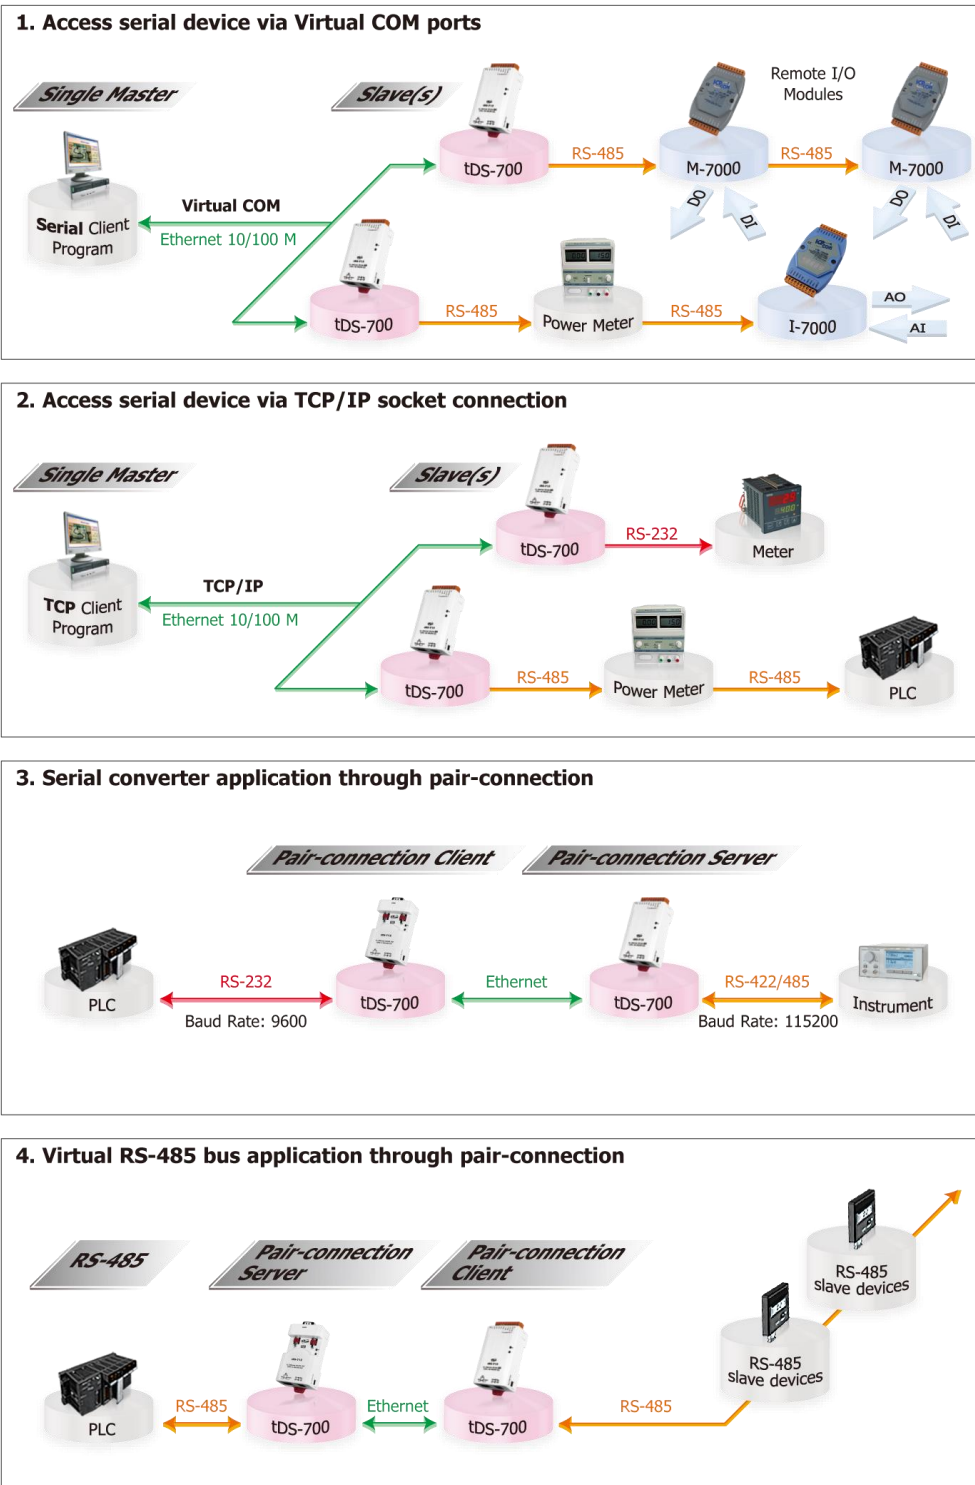 1. Access serial device via Virtual COM ports
Single Master
Slave(s)
Remote I/O
Modules
tDS-700
RS-485
M-7000
RS-485
M-7000
DO
DI
DO
DI
Serial Client
Program
Virtual COM
Ethernet 10/100 M
tDS-700
RS-485
Power Meter
RS-485
I-7000
AO
AI
2. Access serial device via TCP/IP socket connection
Single Master
Slave(s)
tDS-700
RS-232
Meter
TCP Client
Program
TCP/IP
Ethernet 10/100 M
tDS-700
RS-485
Power Meter
RS-485
PLC
3. Serial converter application through pair-connection
Pair-connection Client
Pair-connection Server
PLC
RS-232
Baud Rate: 9600
tDS-700
Ethernet
tDS-700
RS-422/485
Baud Rate: 115200
Instrument
4. Virtual RS-485 bus application through pair-connection
RS-485
Pair-connection
Server
Pair-connection
Client
RS-485
slave devices
RS-485
slave devices
PLC
RS-485
tDS-700
Ethernet
tDS-700
RS-485